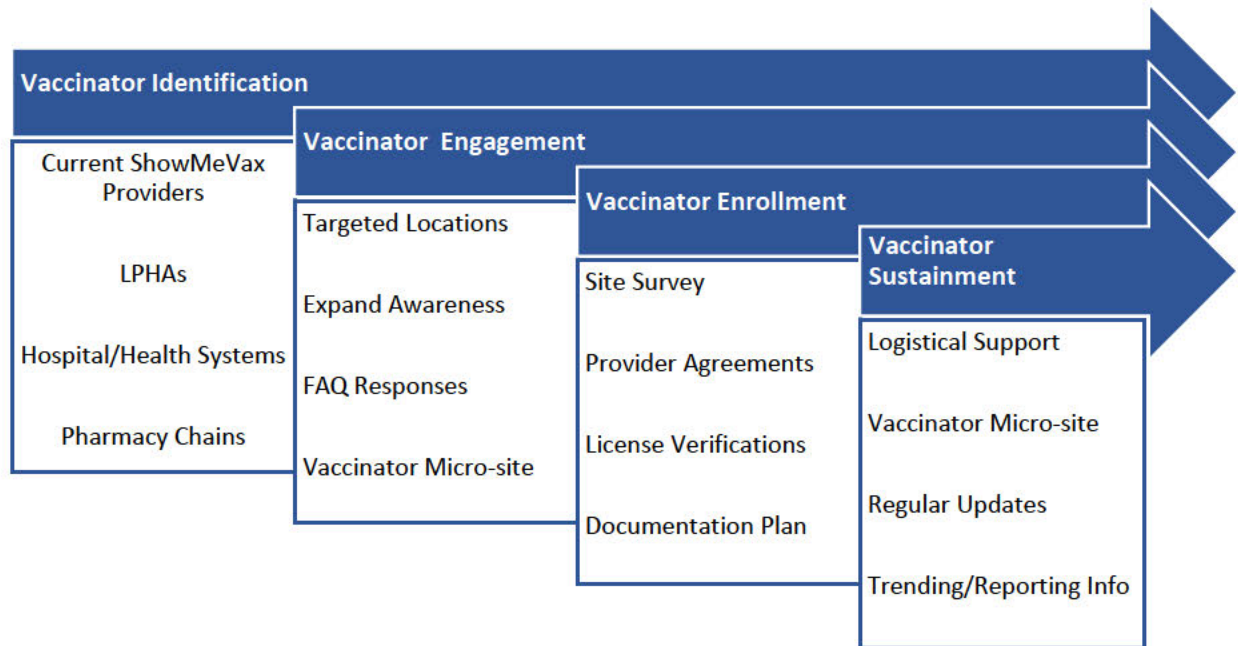 Vaccinator Identification
Current ShowMeVax
Providers
LPHAs
Hospital/Health Systems
Pharmacy Chains
Vaccinator Engagement
Targeted Locations
Expand Awareness
FAQ Responses
Vaccinator Micro-site
Vaccinator Enrollment
Site Survey
Provider Agreements
License Verifications
Documentation Plan
Vaccinator
Sustainment
Logistical Support
Vaccinator Micro-site
Regular Updates
Trending/Reporting Info